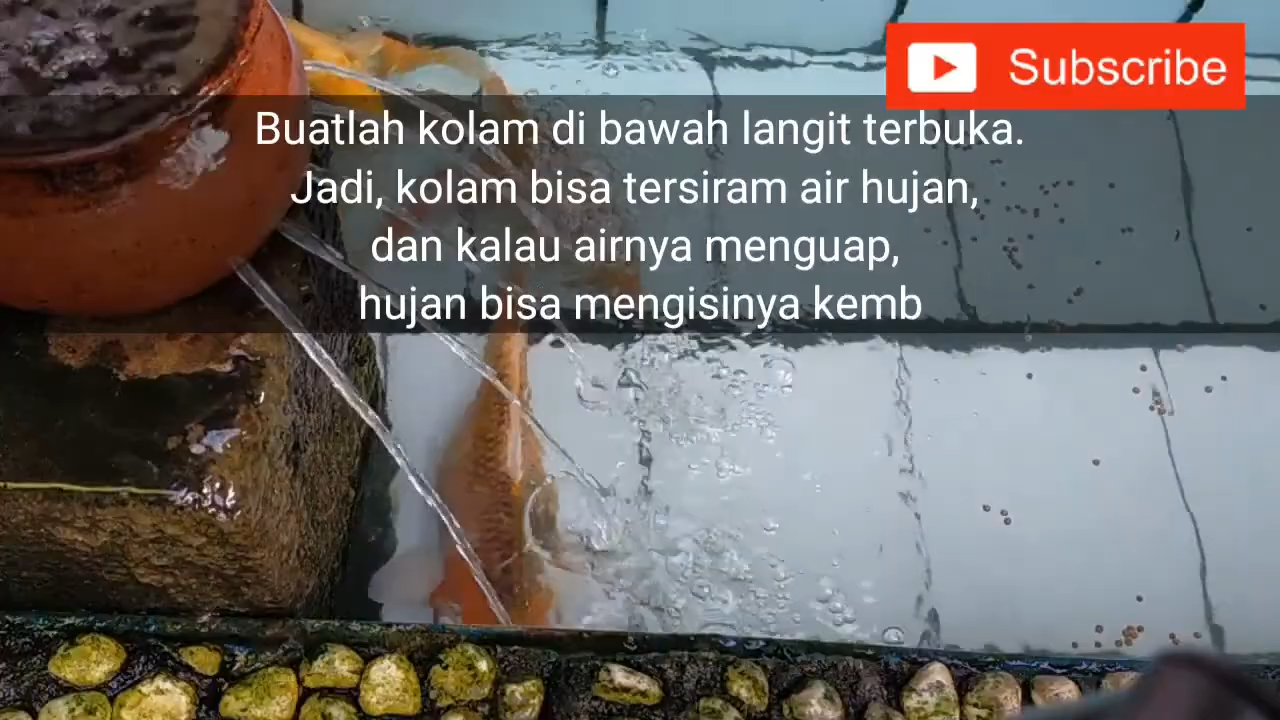 Subscribe
Buatlah kolam di bawah langit terbuka.
Jadi, kolam bisa tersiram air hujan,
dan kalau airnya menguap,
hujan bisa mengisinya kemb